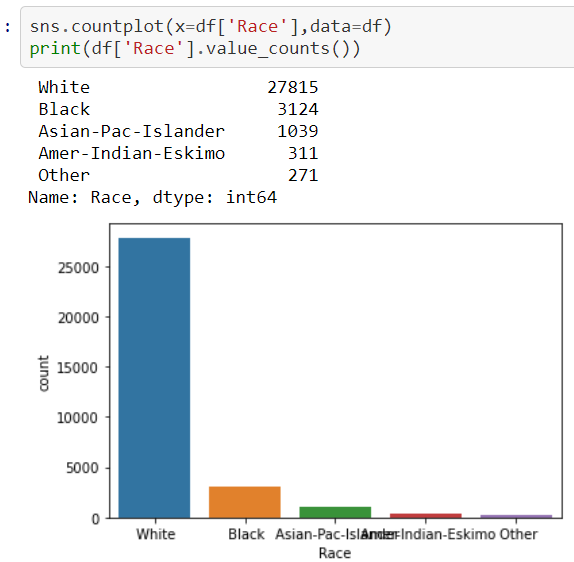 : sns.countplot(x=df['Race'],data=df)
print(df['Race'].value_counts())
White 27815
Black 3124
Asian-Pac-Islander 1039
Amer-Indian-Eskimo 311
Other 271
Name: Race, dtype: int64
25000
20000
15000
10000
5000
0
count
White Black Asian-Pac-Islander Amer-Indian-Eskimo Other
Race